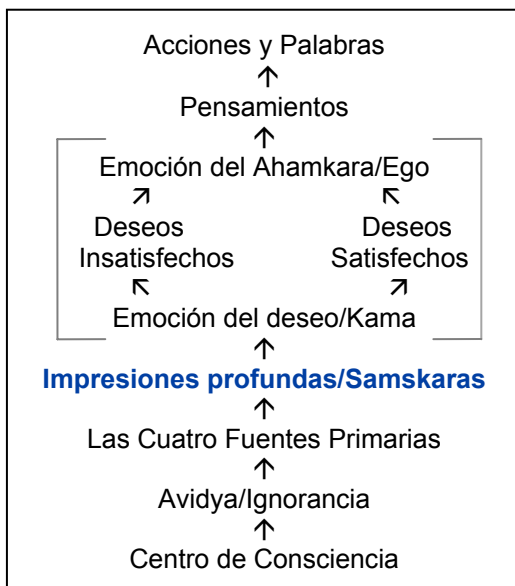 Acciones y Palabras
↑
Pensamientos
↑
Emoción del Ahamkara/Ego
↗ ↖
Deseos Deseos
Insatisfechos Satisfechos
↖ ↗
Emoción del deseo/Kama
↑
Impresiones profundas/Samskaras
↑
Las Cuatro Fuentes Primarias
↑
Avidya/Ignorancia
↑
Centro de Consciencia